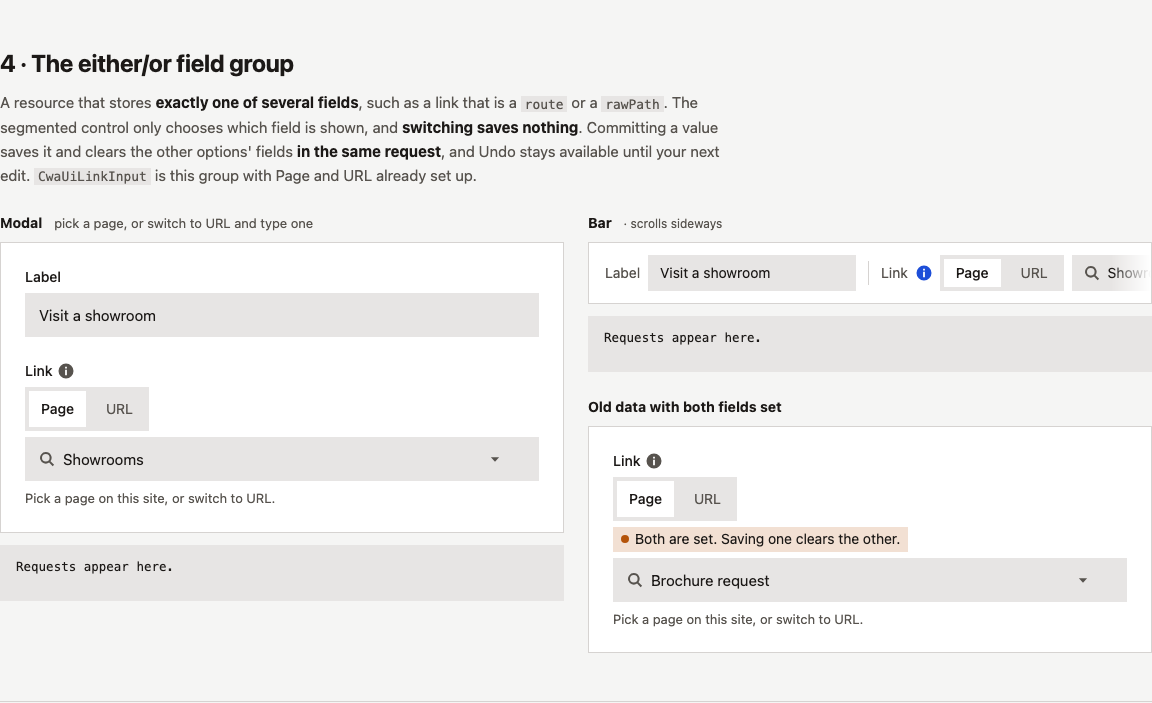 4 · The either/or field group
A resource that stores exactly one of several fields, such as a link that is a route or a rawPath. The
segmented control only chooses which field is shown, and switching saves nothing. Committing a value
saves it and clears the other options' fields in the same request, and Undo stays available until your next
edit. CwaUiLinkInput is this group with Page and URL already set up.
Modal pick a page, or switch to URL and type one
Label
Visit a showroom
Link
Page URL
Showrooms
Pick a page on this site, or switch to URL.
Requests appear here.
Bar · scrolls sideways
Label Visit a showroom Link Page URL
Requests appear here.
Old data with both fields set
Link
Page URL
Both are set. Saving one clears the other.
Brochure request
Pick a page on this site, or switch to URL.